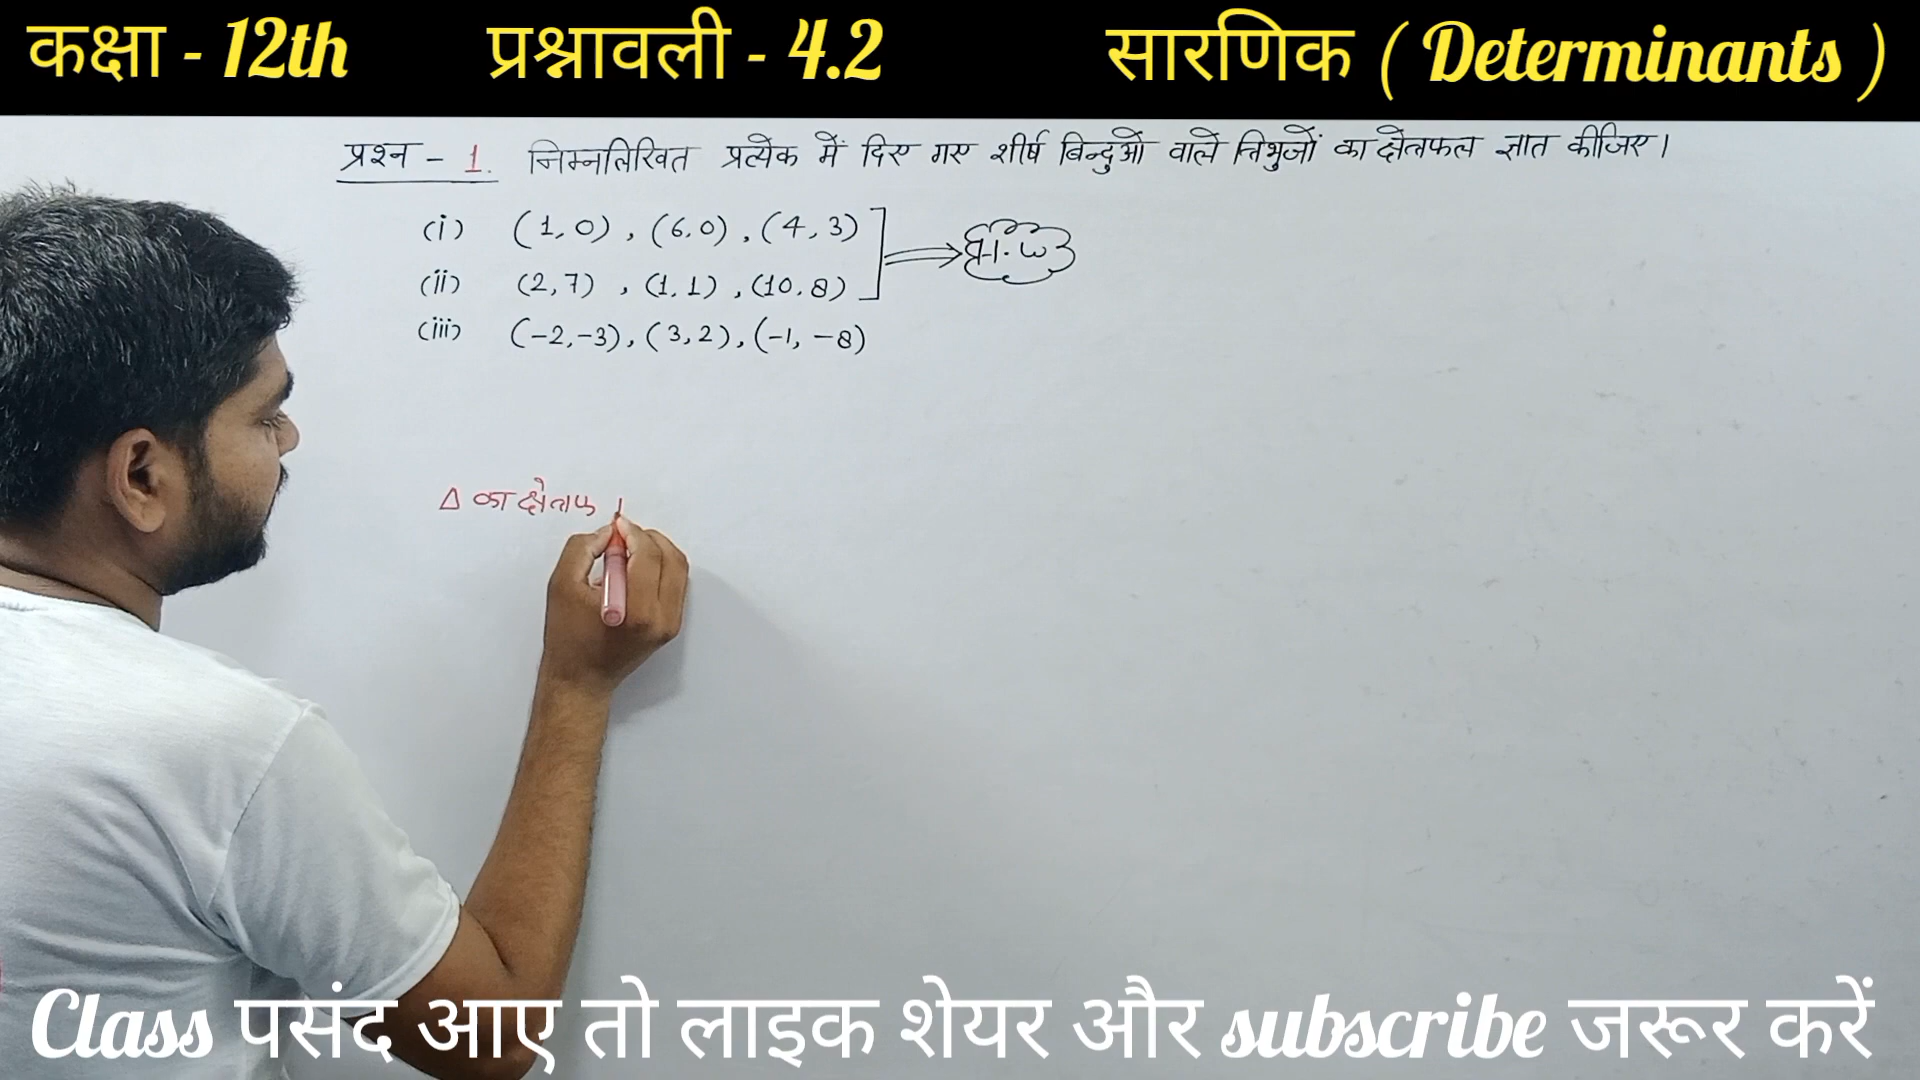 कक्षा - 12th प्रश्नावली - 4.2 सारणिक ( Determinants )
प्रश्न - 1. निम्नलिखित प्रत्येक में दिए गए शीर्ष बिन्दुओं वाले त्रिभुजों का क्षेत्रफल ज्ञात कीजिए।
(i) (1,0), (6,0), (4,3)
H.W
(ii) (2,7), (1,1), (10,8)
(iii) (-2,-3), (3,2), (-1,-8)
Δ का क्षेत्रफ
Class पसंद आए तो लाइक शेयर और subscribe जरूर करें